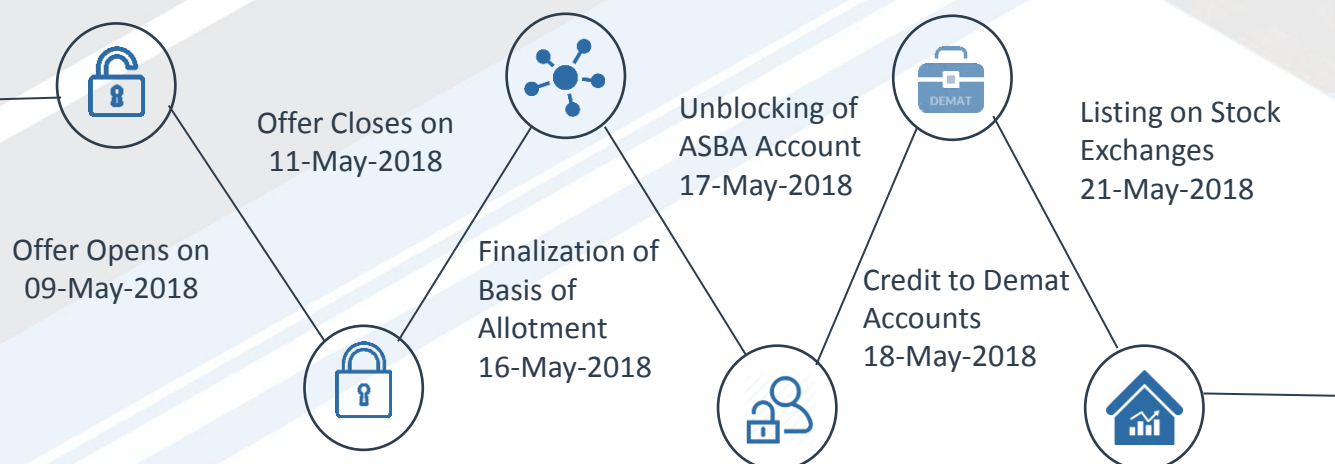 Offer Opens on
09-May-2018
Offer Closes on
11-May-2018
Finalization of
Basis of
Allotment
16-May-2018
Unblocking of
ASBA Account
17-May-2018
DEMAT
Credit to Demat
Accounts
18-May-2018
Listing on Stock
Exchanges
21-May-2018